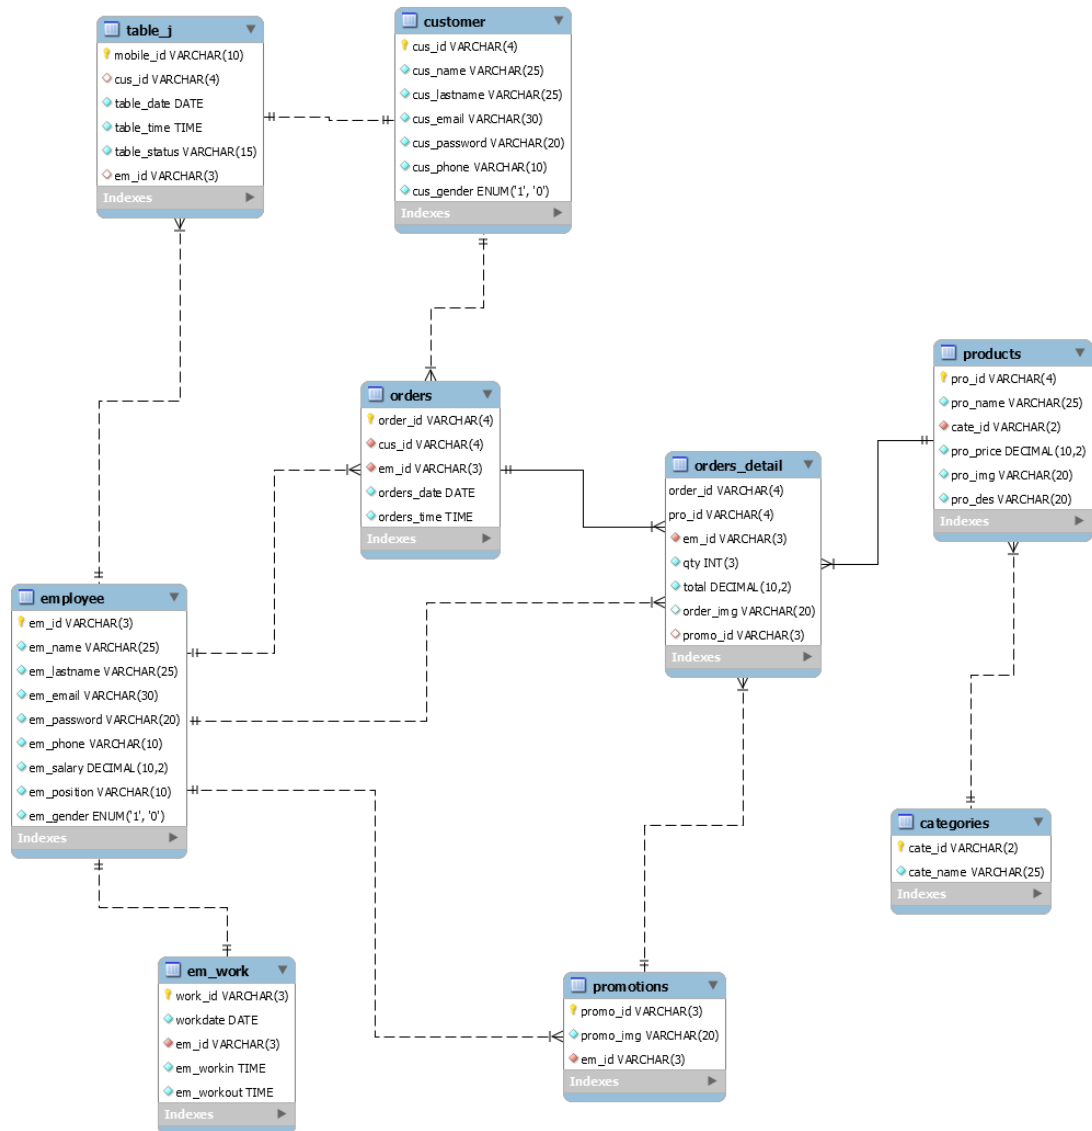 table_j
mobile_id VARCHAR(10)
cus_id VARCHAR(4)
table_date DATE
table_time TIME
table_status VARCHAR(15)
em_id VARCHAR(3)
Indexes
customer
cus_id VARCHAR(4)
cus_name VARCHAR(25)
cus_lastname VARCHAR(25)
cus_email VARCHAR(30)
cus_password VARCHAR(20)
cus_phone VARCHAR(10)
cus_gender ENUM('1', '0')
Indexes
orders
order_id VARCHAR(4)
cus_id VARCHAR(4)
em_id VARCHAR(3)
orders_date DATE
orders_time TIME
Indexes
orders_detail
order_id VARCHAR(4)
pro_id VARCHAR(4)
em_id VARCHAR(3)
qty INT(3)
total DECIMAL(10,2)
order_img VARCHAR(20)
promo_id VARCHAR(3)
Indexes
products
pro_id VARCHAR(4)
pro_name VARCHAR(25)
cate_id VARCHAR(2)
pro_price DECIMAL(10,2)
pro_img VARCHAR(20)
pro_des VARCHAR(20)
Indexes
employee
em_id VARCHAR(3)
em_name VARCHAR(25)
em_lastname VARCHAR(25)
em_email VARCHAR(30)
em_password VARCHAR(20)
em_phone VARCHAR(10)
em_salary DECIMAL(10,2)
em_position VARCHAR(10)
em_gender ENUM('1', '0')
Indexes
categories
cate_id VARCHAR(2)
cate_name VARCHAR(25)
Indexes
em_work
work_id VARCHAR(3)
workdate DATE
em_id VARCHAR(3)
em_workin TIME
em_workout TIME
Indexes
promotions
promo_id VARCHAR(3)
promo_img VARCHAR(20)
em_id VARCHAR(3)
Indexes